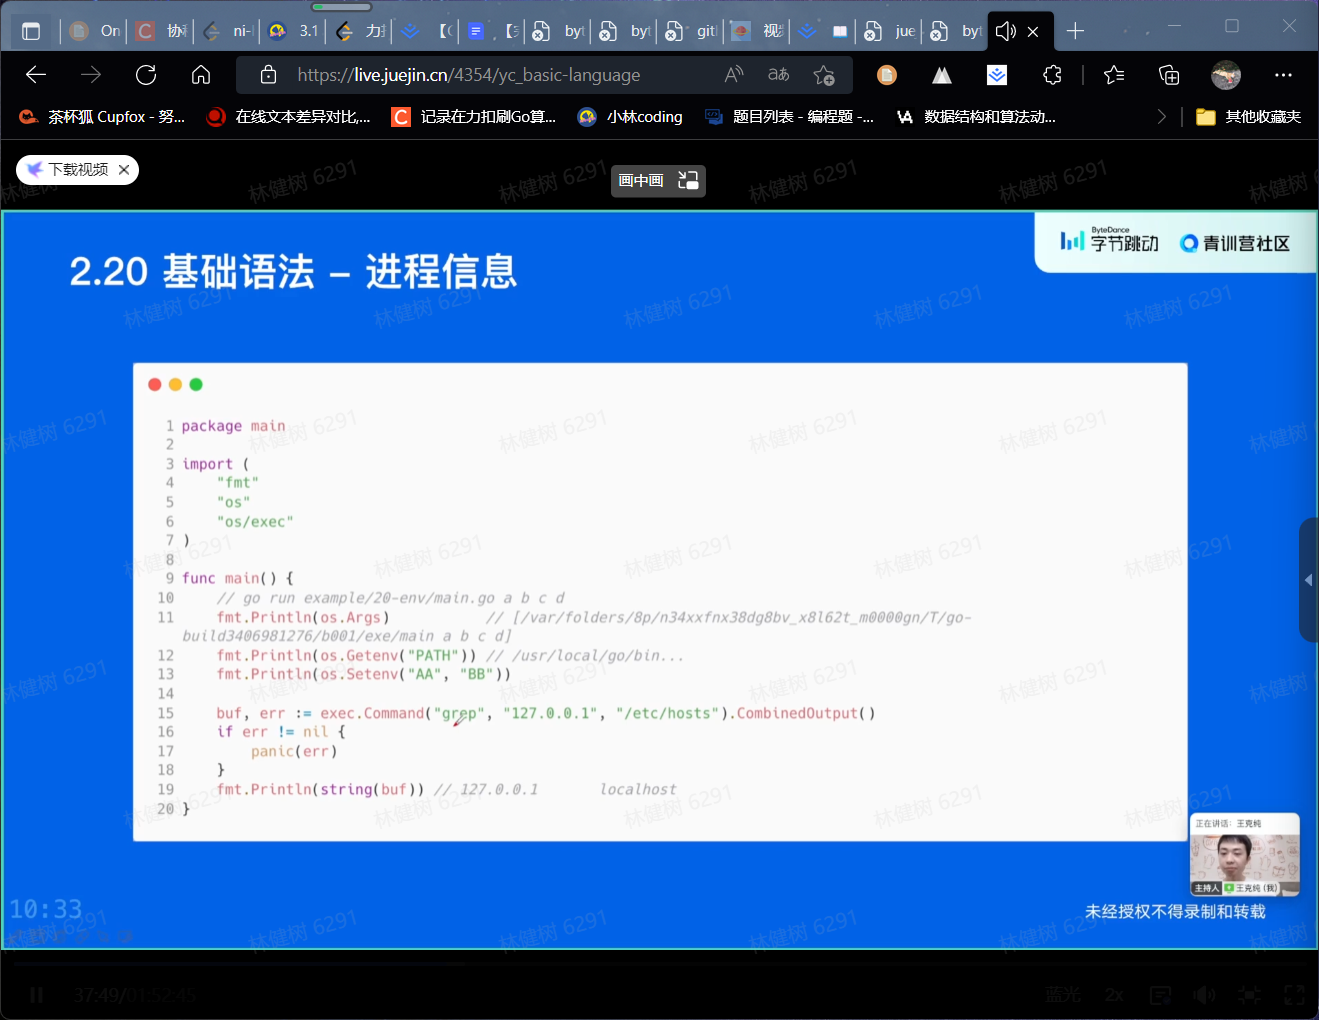 On
协程
ni-
3.1
力扣
【G
【
byt
byt
gitl
视频
jue
byt
https://live.juejin.cn/4354/yc_basic-language
茶杯狐 Cupfox - 努...
在线文本差异对比,...
记录在力扣刷Go算...
小林coding
题目列表 - 编程题 -...
数据结构和算法动...
其他收藏夹
下载视频
画中画
ByteDance
字节跳动
青训营社区
2.20 基础语法 – 进程信息
1 package main
2
3 import (
4     "fmt"
5     "os"
6     "os/exec"
7 )
8
9 func main() {
10     // go run example/20-env/main.go a b c d
11     fmt.Println(os.Args)           // [/var/folders/8p/n34xxfnx38dg8bv_x8l62t_m0000gn/T/go-
build3406981276/b001/exe/main a b c d]
12     fmt.Println(os.Getenv("PATH")) // /usr/local/go/bin...
13     fmt.Println(os.Setenv("AA", "BB"))
14
15     buf, err := exec.Command("grep", "127.0.0.1", "/etc/hosts").CombinedOutput()
16     if err != nil {
17         panic(err)
18     }
19     fmt.Println(string(buf)) // 127.0.0.1       localhost
20 }
正在讲话: 王克纯
主持人 王克纯 (我)
10:33
未经授权不得录制和转载
林健树 6291
37:49/01:52:45
蓝光
2x